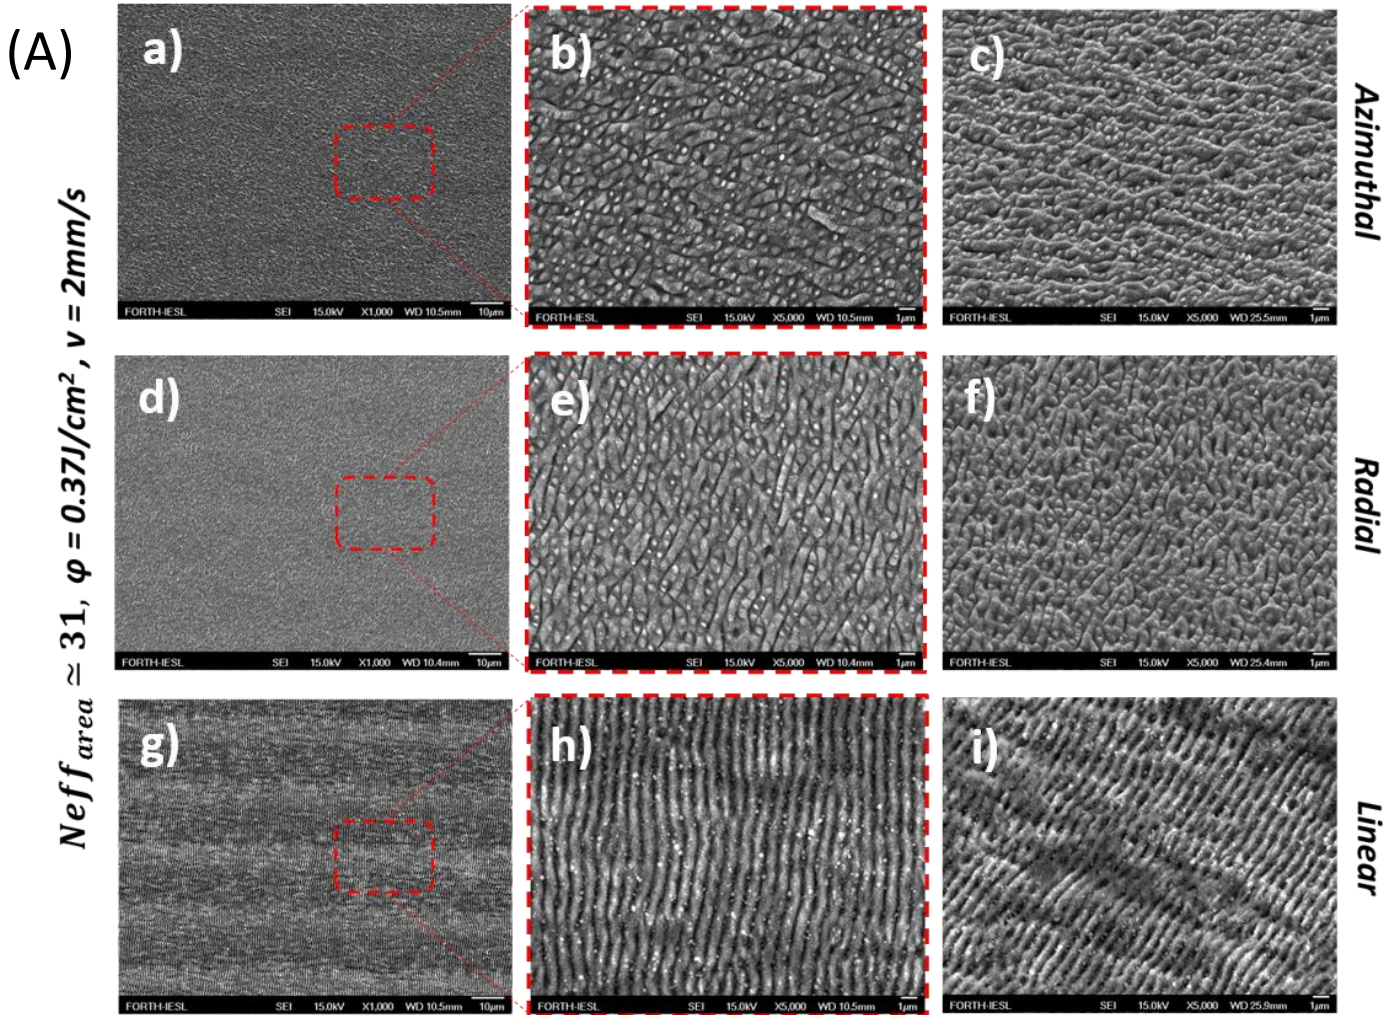 (A)
Neff area ≃ 31, φ = 0.37J/cm², v = 2mm/s
a)
FORTH-IESL SEI 15.0kV X1,000 WD 10.5mm 10μm
b)
FORTH-IESL SEI 15.0kV X5,000 WD 10.5mm 1μm
c)
FORTH-IESL SEI 15.0kV X5,000 WD 25.5mm 1μm
Azimuthal
d)
FORTH-IESL SEI 15.0kV X1,000 WD 10.4mm 10μm
e)
FORTH-IESL SEI 15.0kV X5,000 WD 10.4mm 1μm
f)
FORTH-IESL SEI 15.0kV X5,000 WD 25.4mm 1μm
Radial
g)
FORTH-IESL SEI 15.0kV X1,000 WD 10.5mm 10μm
h)
FORTH-IESL SEI 15.0kV X5,000 WD 10.5mm 1μm
i)
FORTH-IESL SEI 15.0kV X5,000 WD 25.9mm 1μm
Linear